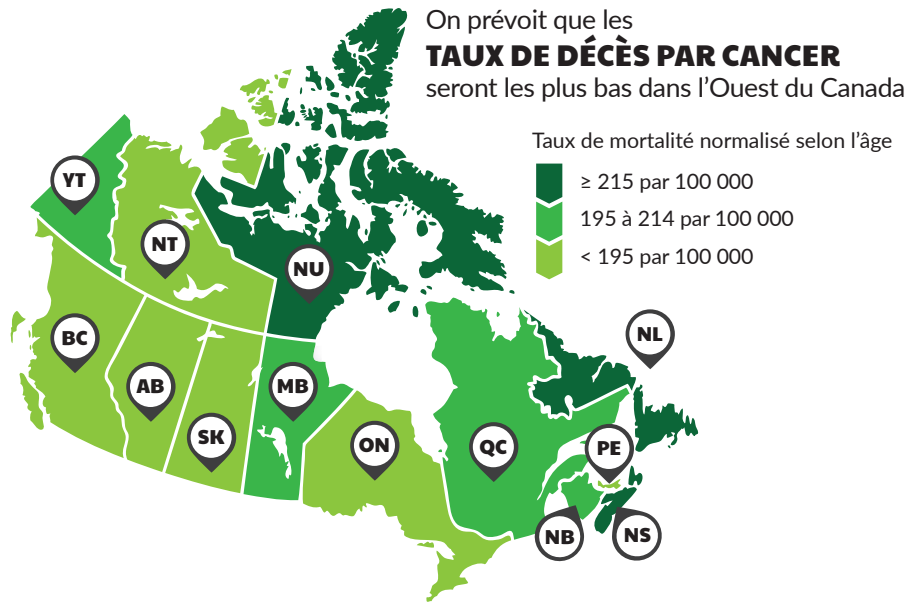 On prévoit que les
TAUX DE DÉCÈS PAR CANCER
seront les plus bas dans l’Ouest du Canada
Taux de mortalité normalisé selon l’âge
≥ 215 par 100 000
195 à 214 par 100 000
< 195 par 100 000
YT
NT
NU
BC
AB
SK
MB
ON
QC
NL
PE
NB
NS